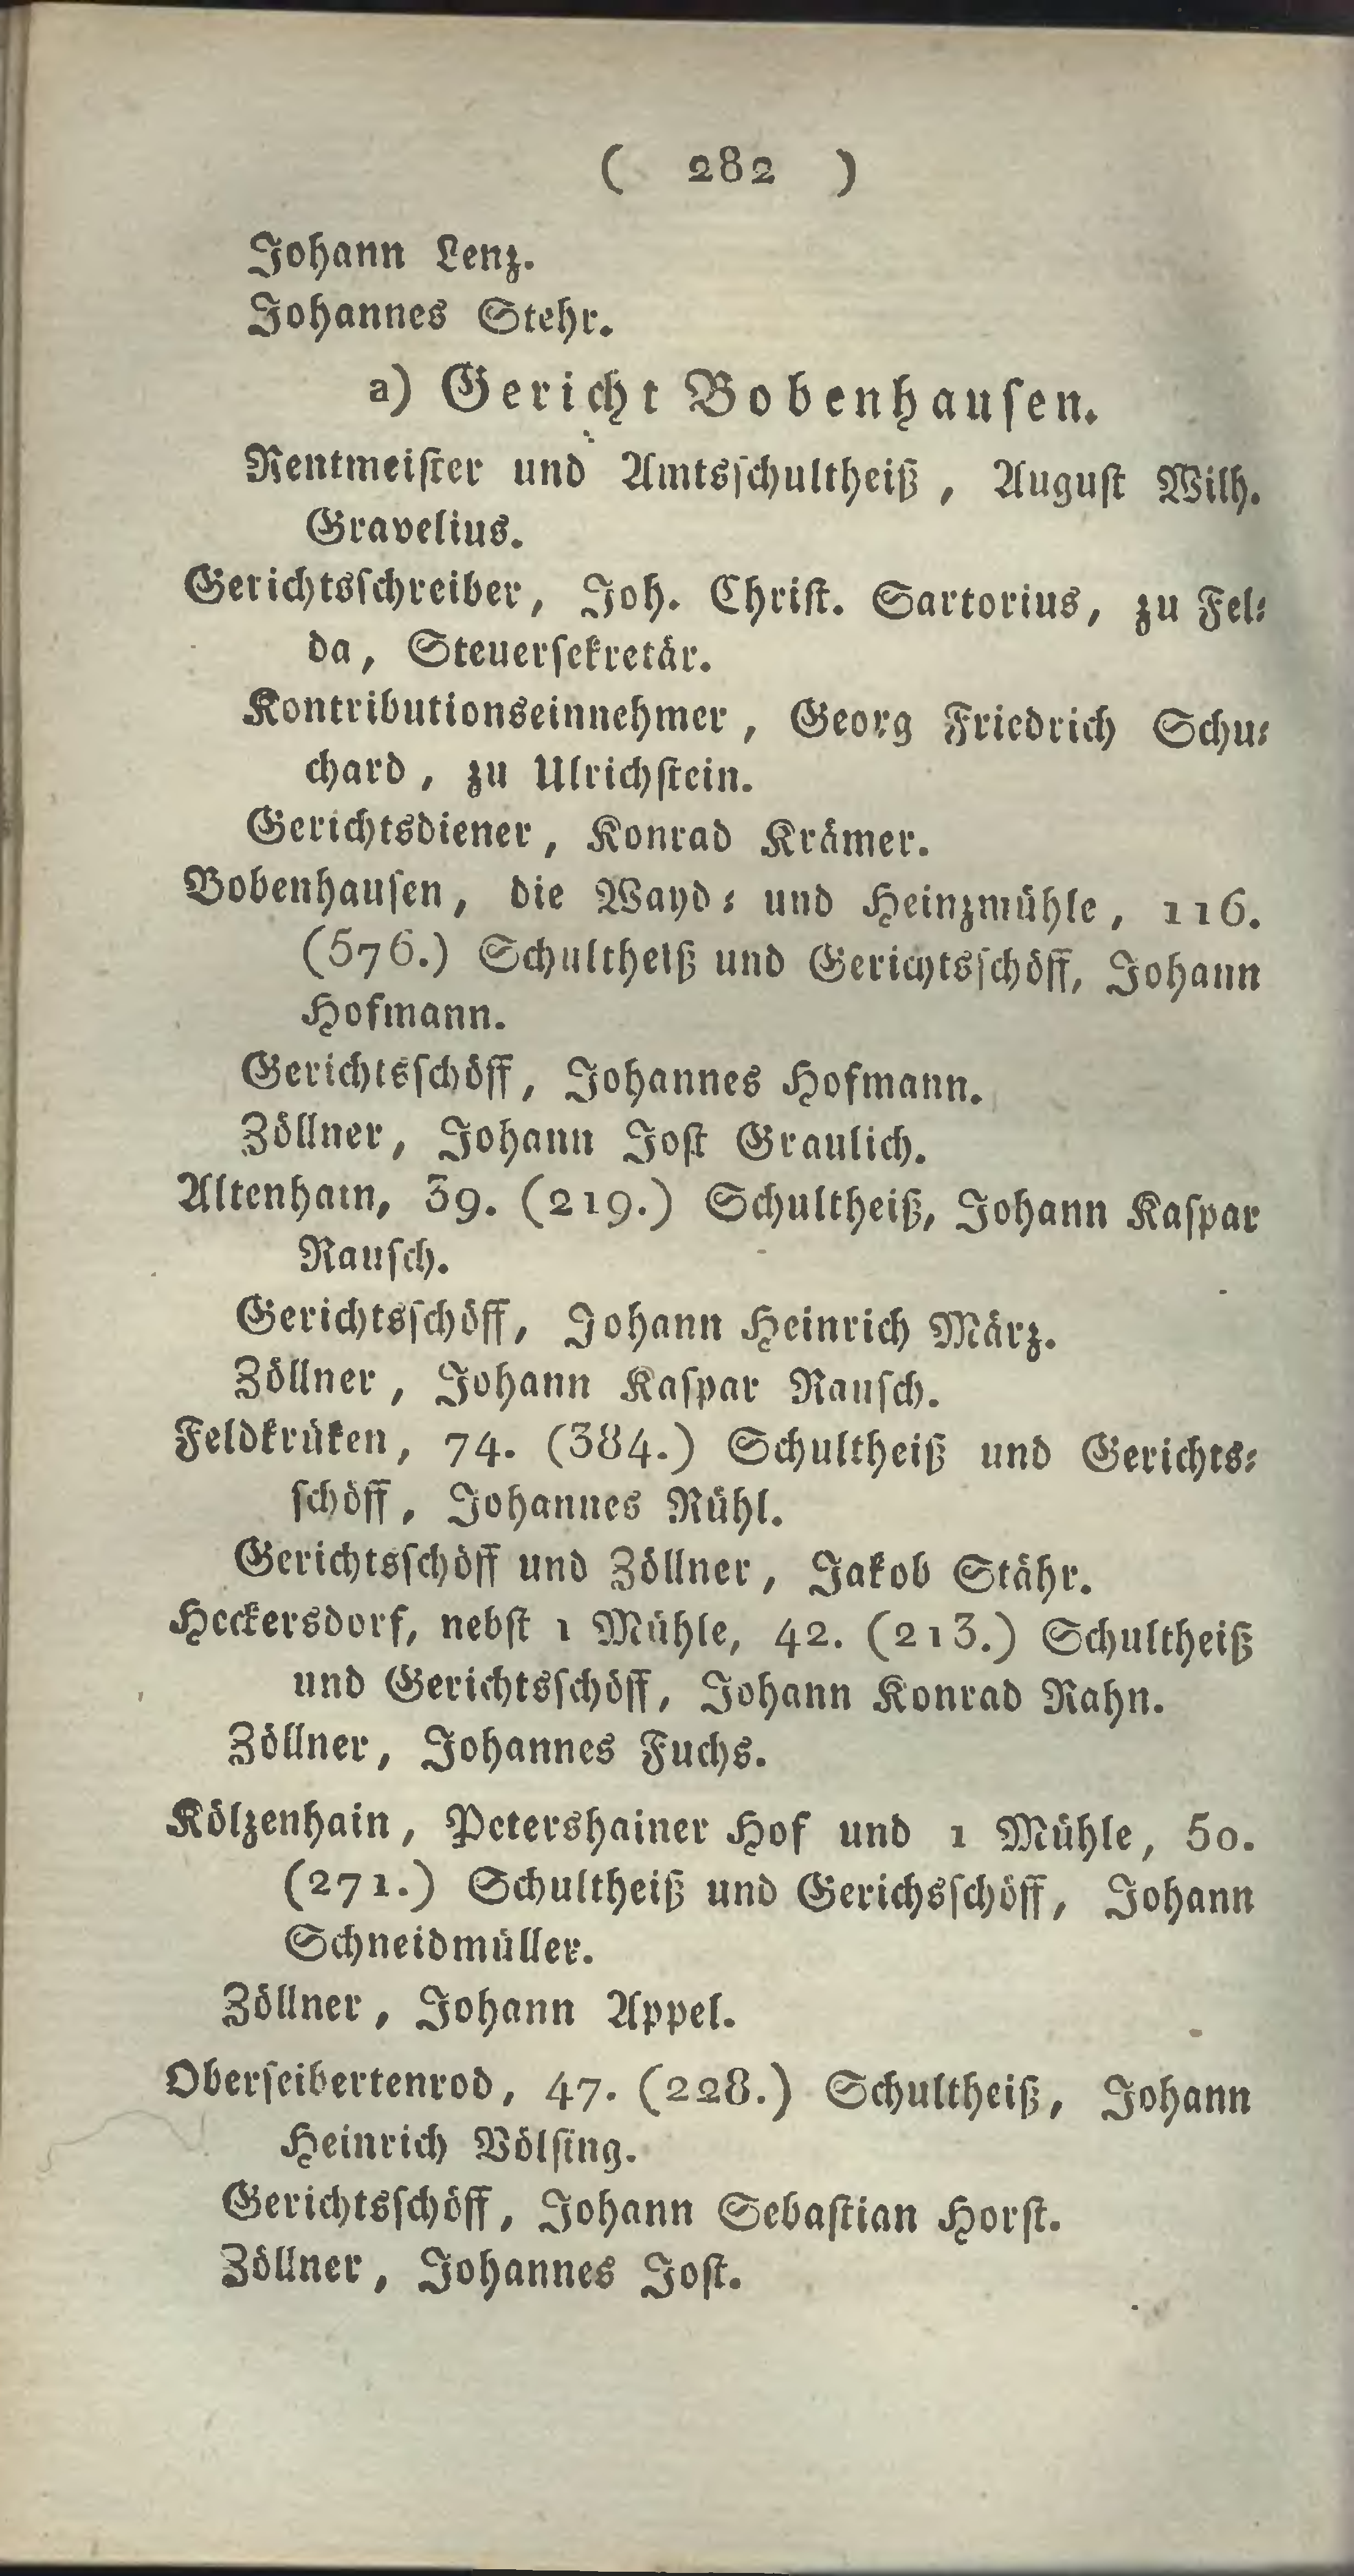 ( 282 )
Johann Lenz.
Johannes Stehr.
a) Gericht Bobenhausen.
Rentmeister und Amtsschultheiß, August Wilh.
Gravelius.
Gerichtsschreiber, Joh. Christ. Sartorius, zu Fel⸗
da, Steuersekretär.
Kontributionseinnehmer, Georg Friedrich Schu⸗
chard, zu Ulrichstein.
Gerichtsdiener, Konrad Krämer.
Bobenhausen, die Wayd⸗ und Heinzmühle, 116.
(576.) Schultheiß und Gerichtsschöff, Johann
Hofmann.
Gerichtsschöff, Johannes Hofmann.
Zöllner, Johann Jost Graulich.
Altenhain, 39. (219.) Schultheiß, Johann Kaspar
Rausch.
Gerichtsschöff, Johann Heinrich März.
Zöllner, Johann Kaspar Rausch.
Feldkrüken, 74. (384.) Schultheiß und Gerichts⸗
schöff, Johannes Rühl.
Gerichtsschöff und Zöllner, Jakob Stähr.
Heckersdorf, nebst 1 Mühle, 42. (213.) Schultheiß
und Gerichtsschöff, Johann Konrad Rahn.
Zöllner, Johannes Fuchs.
Kölzenhain, Petershainer Hof und 1 Mühle, 50.
(271.) Schultheiß und Gerichsschöff, Johann
Schneidmüller.
Zöllner, Johann Appel.
Oberseibertenrod, 47. (228.) Schultheiß, Johann
Heinrich Völsing.
Gerichtsschöff, Johann Sebastian Horst.
Zöllner, Johannes Jost.